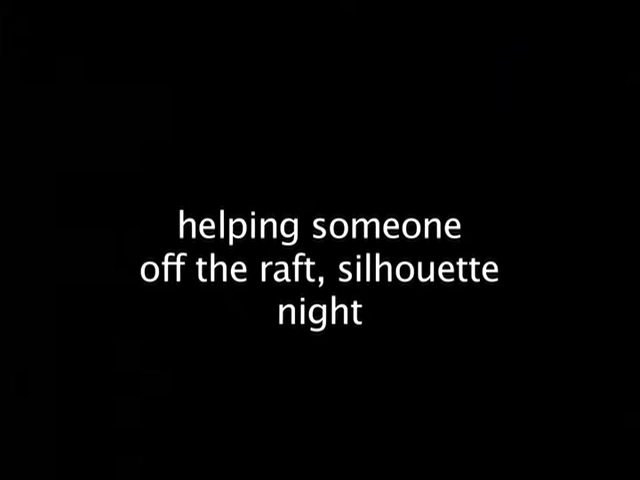 helping someone
off the raft, silhouette
night